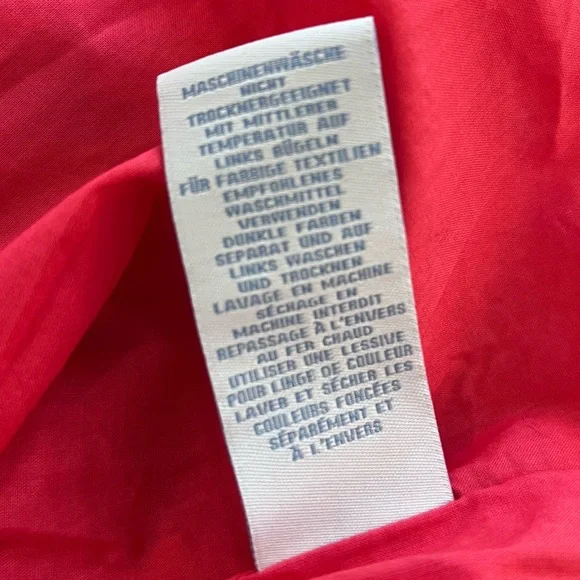 MASCHINENWÄSCHE
NICHT
TROCKNERGEEIGNET
MIT MITTLERER
TEMPERATUR AUF
LINKS BÜGELN
FÜR FARBIGE TEXTILIEN
EMPFOHLENES
WASCHMITTEL
VERWENDEN
DUNKLE FARBEN
SEPARAT UND AUF
LINKS WASCHEN
UND TROCKNEN
LAVAGE EN MACHINE
SÉCHAGE EN
MACHINE INTERDIT
REPASSAGE À L'ENVERS
AU FER CHAUD
UTILISER UNE LESSIVE
POUR LINGE DE COULEUR
LAVER ET SÉCHER LES
COULEURS FONCÉES
SÉPARÉMENT ET
À L'ENVERS